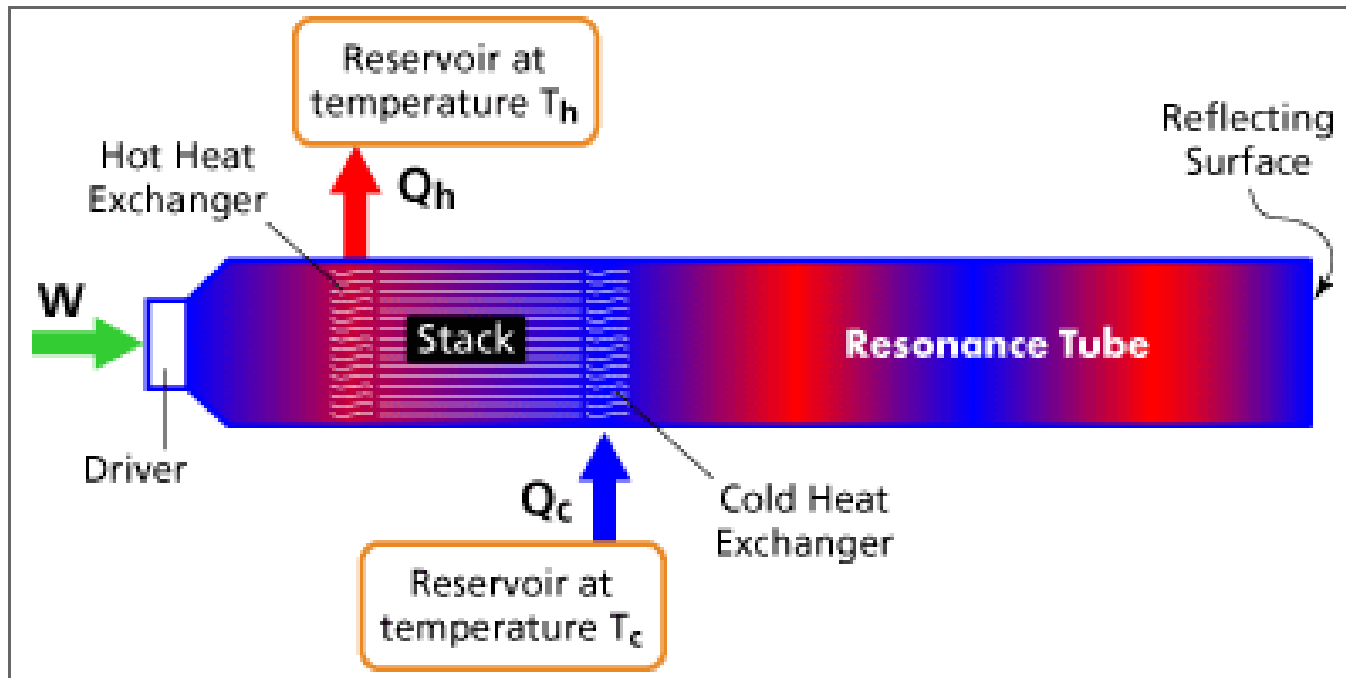 Reservoir at
temperature Th
Hot Heat
Exchanger
Qh
Reflecting
Surface
W
Stack
Resonance Tube
Driver
Qc
Cold Heat
Exchanger
Reservoir at
temperature Tc